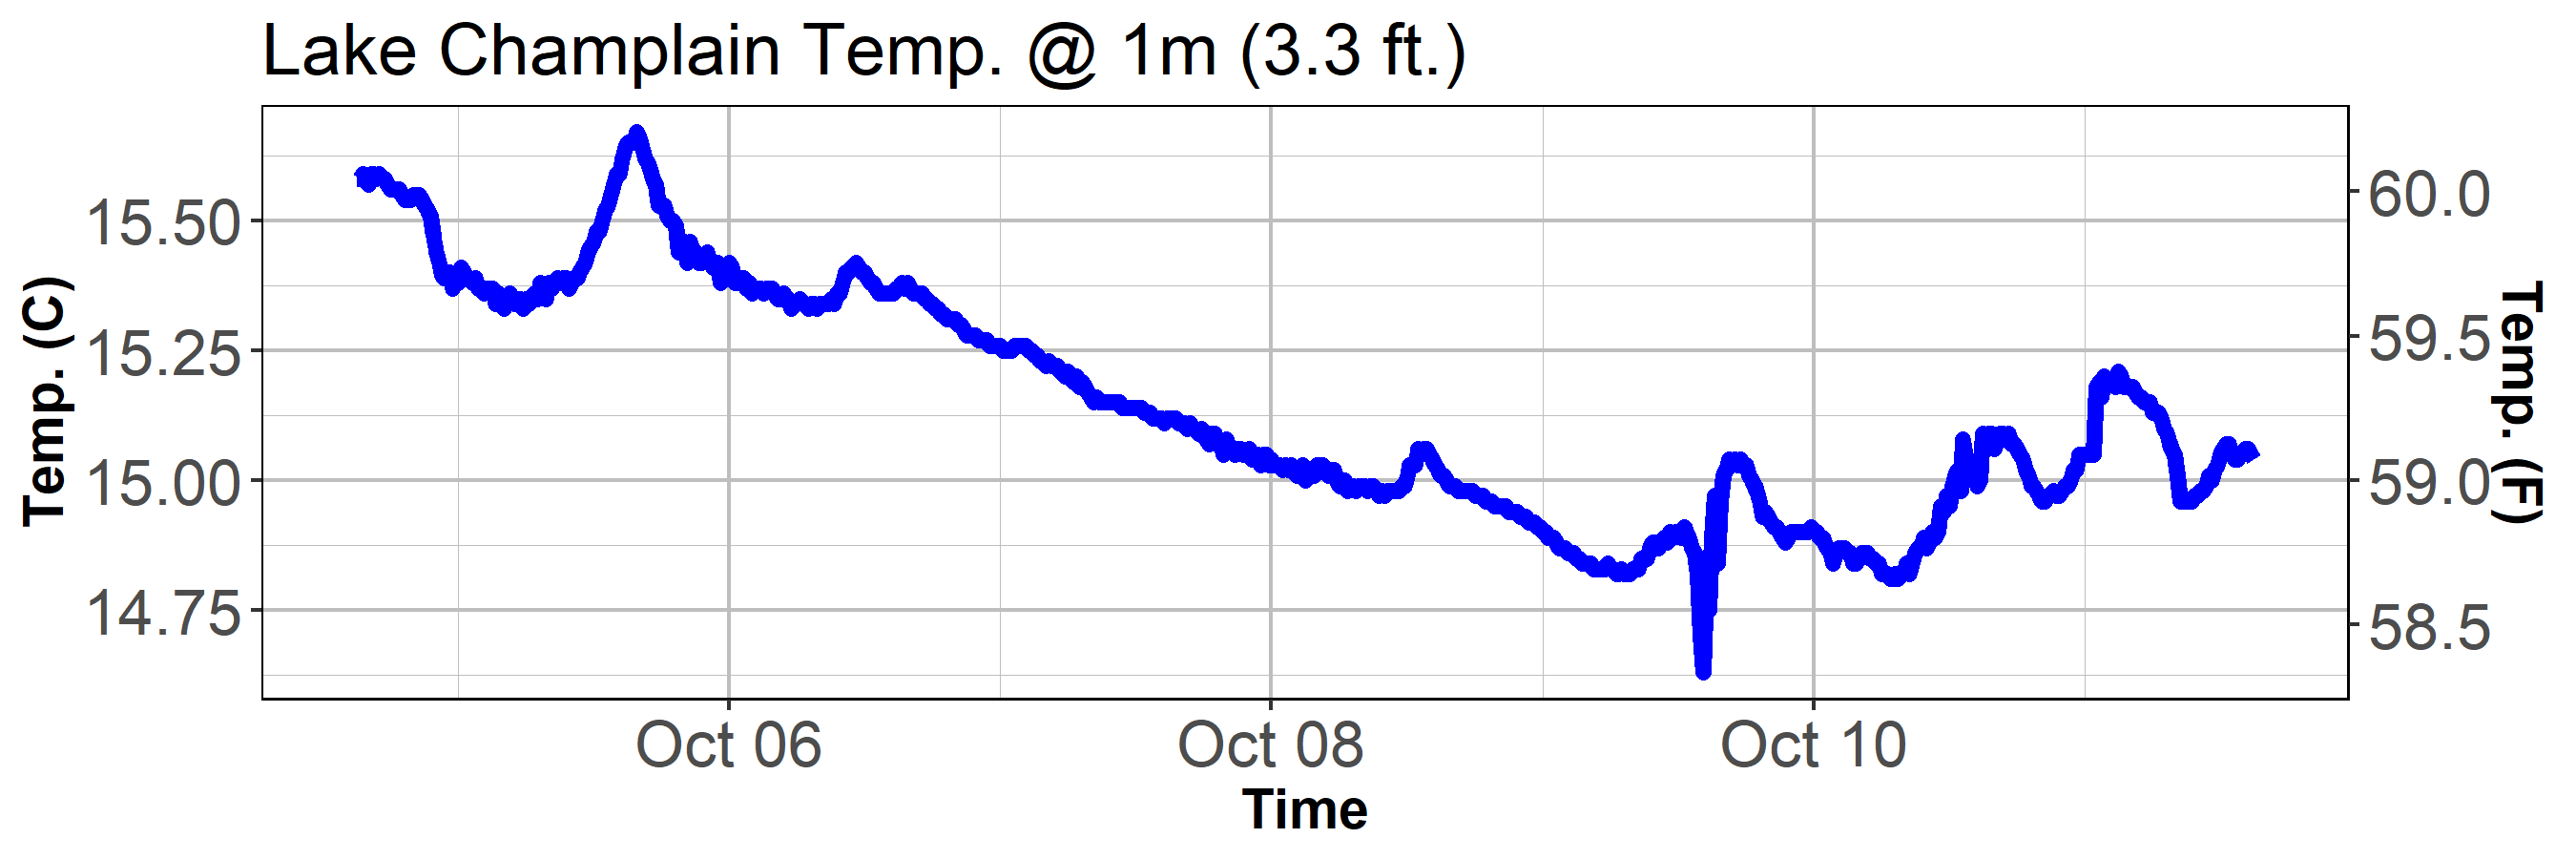 Lake Champlain Temp. @ 1m (3.3 ft.)
Temp. (C)
15.50
15.25
15.00
14.75
60.0
59.5
59.0
58.5
Temp. (F)
Oct 06
Oct 08
Oct 10
Time